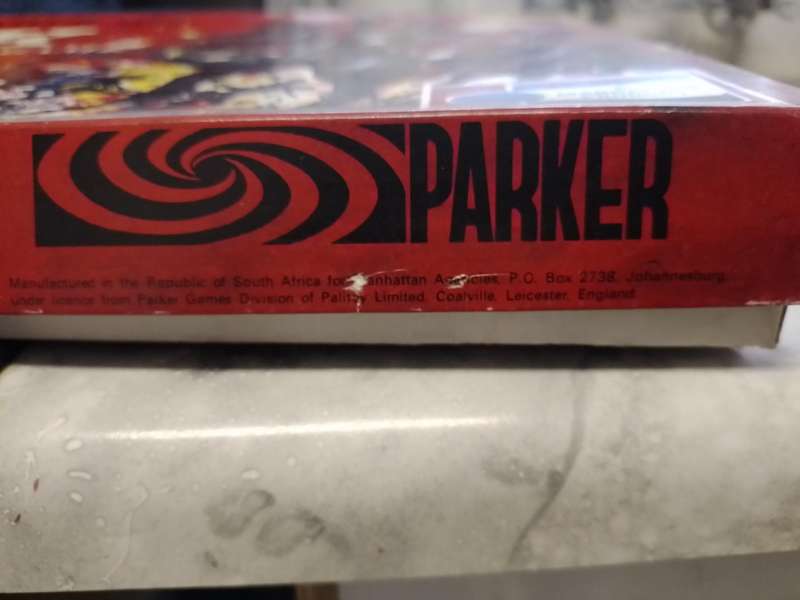 PARKER
Manufactured in the Republic of South Africa for Manhattan Agencies, P.O. Box 2738, Johannesburg,
under licence from Parker Games Division of Palitoy Limited, Coalville, Leicester, England.